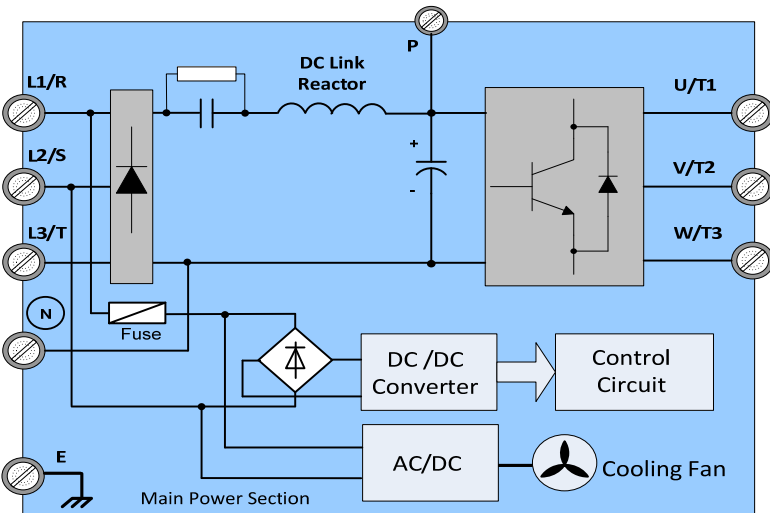 P
DC Link
Reactor
L1/R
U/T1
+
L2/S
V/T2
-
L3/T
W/T3
N
Fuse
DC /DC
Converter
Control
Circuit
E
AC/DC
Cooling Fan
Main Power Section